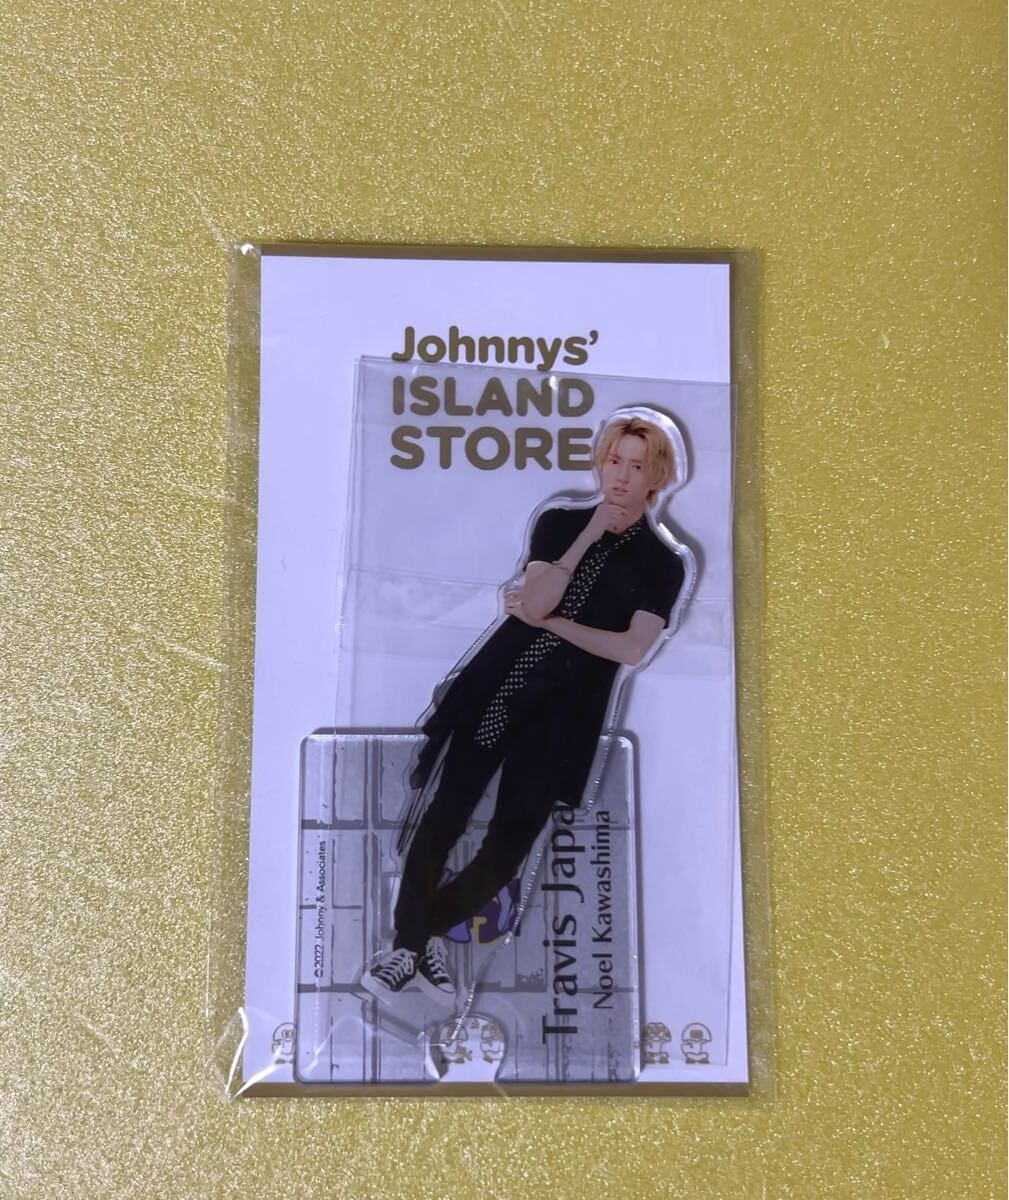 Johnnys’
ISLAND
STORE
©2022 Johnny & Associates
Travis Japa
Noel Kawashima